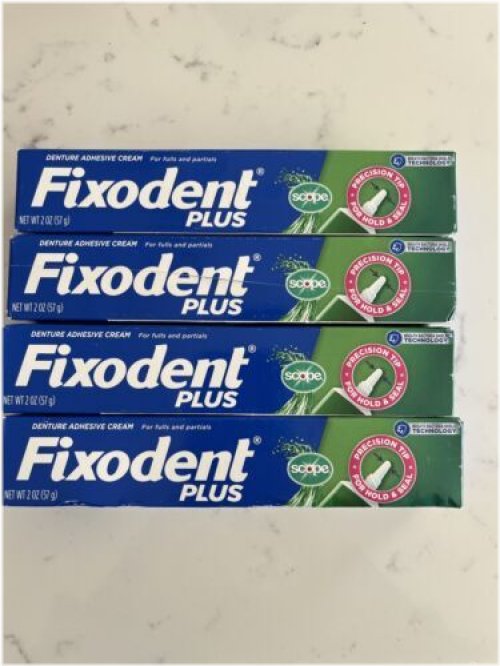 DENTURE ADHESIVE CREAM For fulls and partials
Fixodent®
PLUS
NET WT 2 OZ (57 g)
scope
PRECISION TIP
FOR HOLD & SEAL
TECHNOLOGY
DENTURE ADHESIVE CREAM For fulls and partials
Fixodent®
PLUS
NET WT 2 OZ (57 g)
scope
PRECISION TIP
FOR HOLD & SEAL
TECHNOLOGY
DENTURE ADHESIVE CREAM For fulls and partials
Fixodent®
PLUS
NET WT 2 OZ (57 g)
scope
PRECISION TIP
FOR HOLD & SEAL
TECHNOLOGY
DENTURE ADHESIVE CREAM For fulls and partials
Fixodent®
PLUS
NET WT 2 OZ (57 g)
scope
PRECISION TIP
FOR HOLD & SEAL
TECHNOLOGY